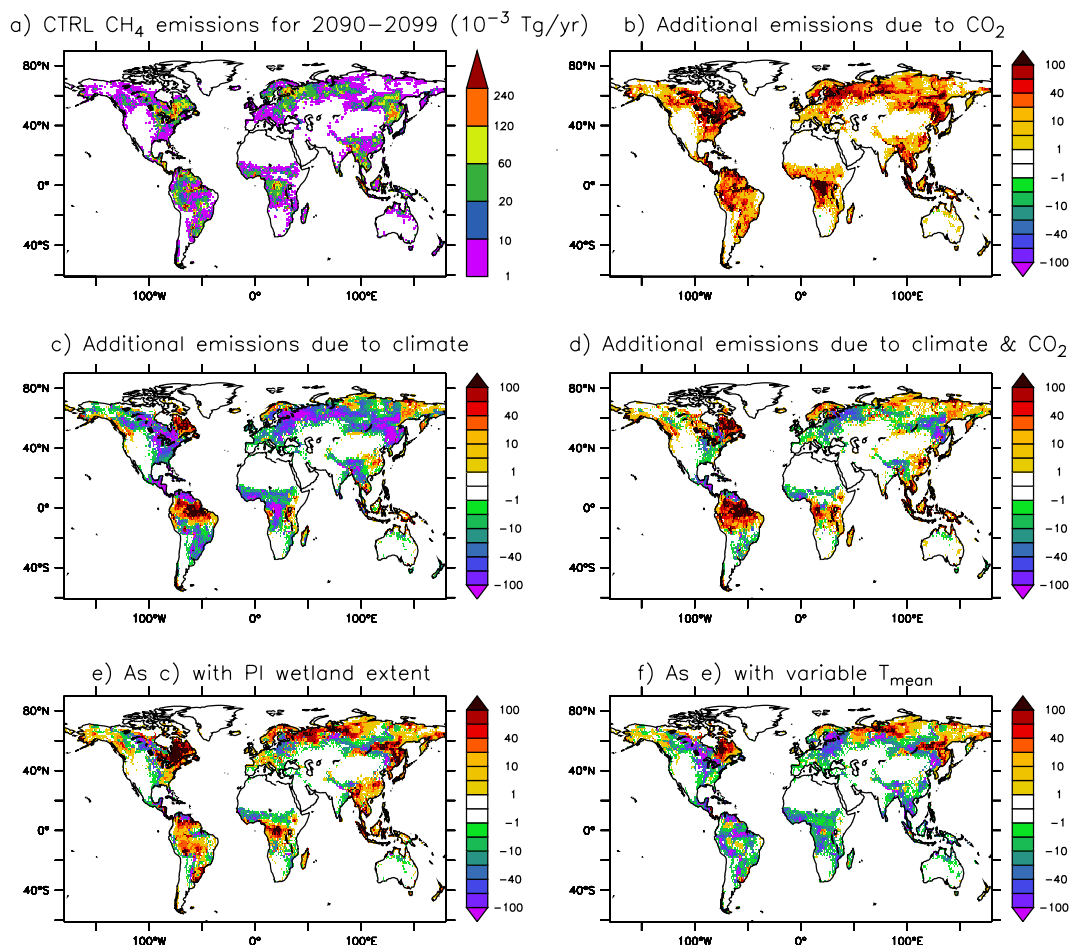 a) CTRL CH4 emissions for 2090−2099 (10−3 Tg/yr)
b) Additional emissions due to CO2
80°N
40°N
0°
40°S
100°W
0°
100°E
240
120
60
20
10
1
80°N
40°N
0°
40°S
100°W
0°
100°E
100
40
10
1
−1
−10
−40
−100
c) Additional emissions due to climate
d) Additional emissions due to climate & CO2
80°N
40°N
0°
40°S
100°W
0°
100°E
100
40
10
1
−1
−10
−40
−100
80°N
40°N
0°
40°S
100°W
0°
100°E
100
40
10
1
−1
−10
−40
−100
e) As c) with PI wetland extent
f) As e) with variable Tmean
80°N
40°N
0°
40°S
100°W
0°
100°E
100
40
10
1
−1
−10
−40
−100
80°N
40°N
0°
40°S
100°W
0°
100°E
100
40
10
1
−1
−10
−40
−100